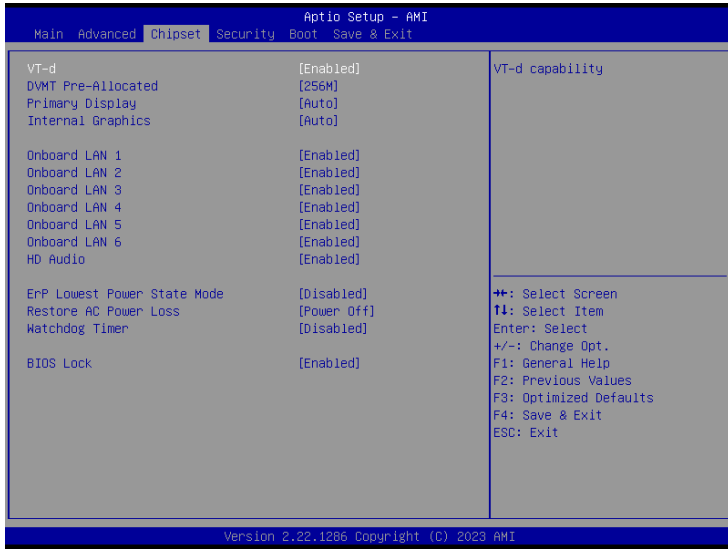 Aptio Setup - AMI
Main Advanced Chipset Security Boot Save & Exit
VT-d [Enabled]
DVMT Pre-Allocated [256M]
Primary Display [Auto]
Internal Graphics [Auto]
Onboard LAN 1 [Enabled]
Onboard LAN 2 [Enabled]
Onboard LAN 3 [Enabled]
Onboard LAN 4 [Enabled]
Onboard LAN 5 [Enabled]
Onboard LAN 6 [Enabled]
HD Audio [Enabled]
ErP Lowest Power State Mode [Disabled]
Restore AC Power Loss [Power Off]
Watchdog Timer [Disabled]
BIOS Lock [Enabled]
VT-d capability
→←: Select Screen
↑↓: Select Item
Enter: Select
+/-: Change Opt.
F1: General Help
F2: Previous Values
F3: Optimized Defaults
F4: Save & Exit
ESC: Exit
Version 2.22.1286 Copyright (C) 2023 AMI